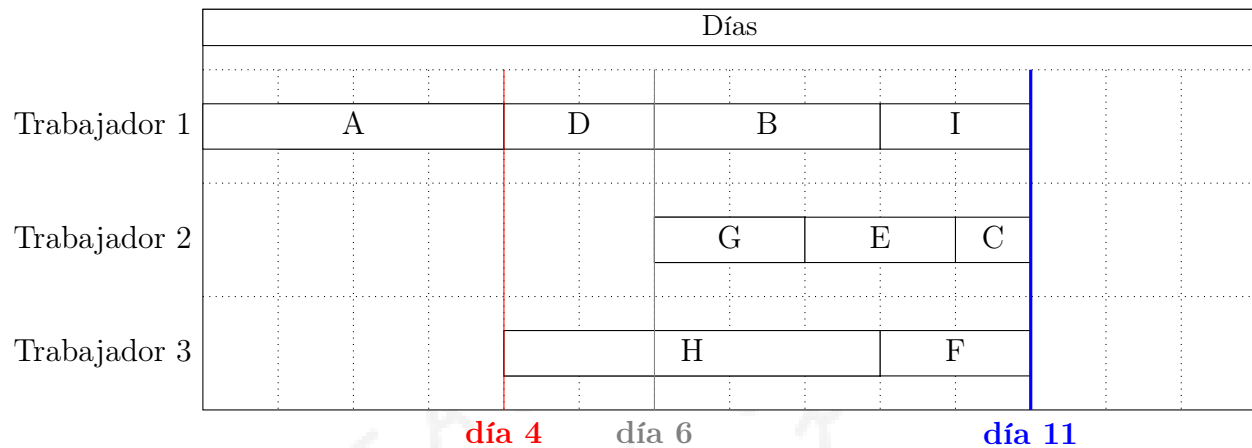 Días
Trabajador 1 A D B I
Trabajador 2 G E C
Trabajador 3 H F
día 4 día 6 día 11